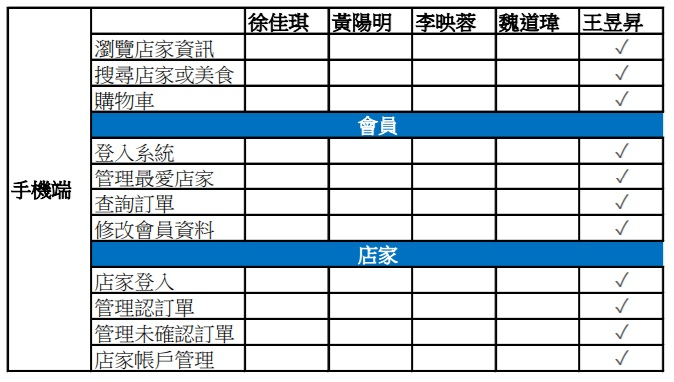 徐佳琪 黃陽明 李映蓉 魏道瑋 王昱昇
瀏覽店家資訊 ✓
搜尋店家或美食 ✓
購物車 ✓
會員
登入系統 ✓
手機端 管理最愛店家 ✓
查詢訂單 ✓
修改會員資料 ✓
店家
店家登入 ✓
管理認訂單 ✓
管理未確認訂單 ✓
店家帳戶管理 ✓